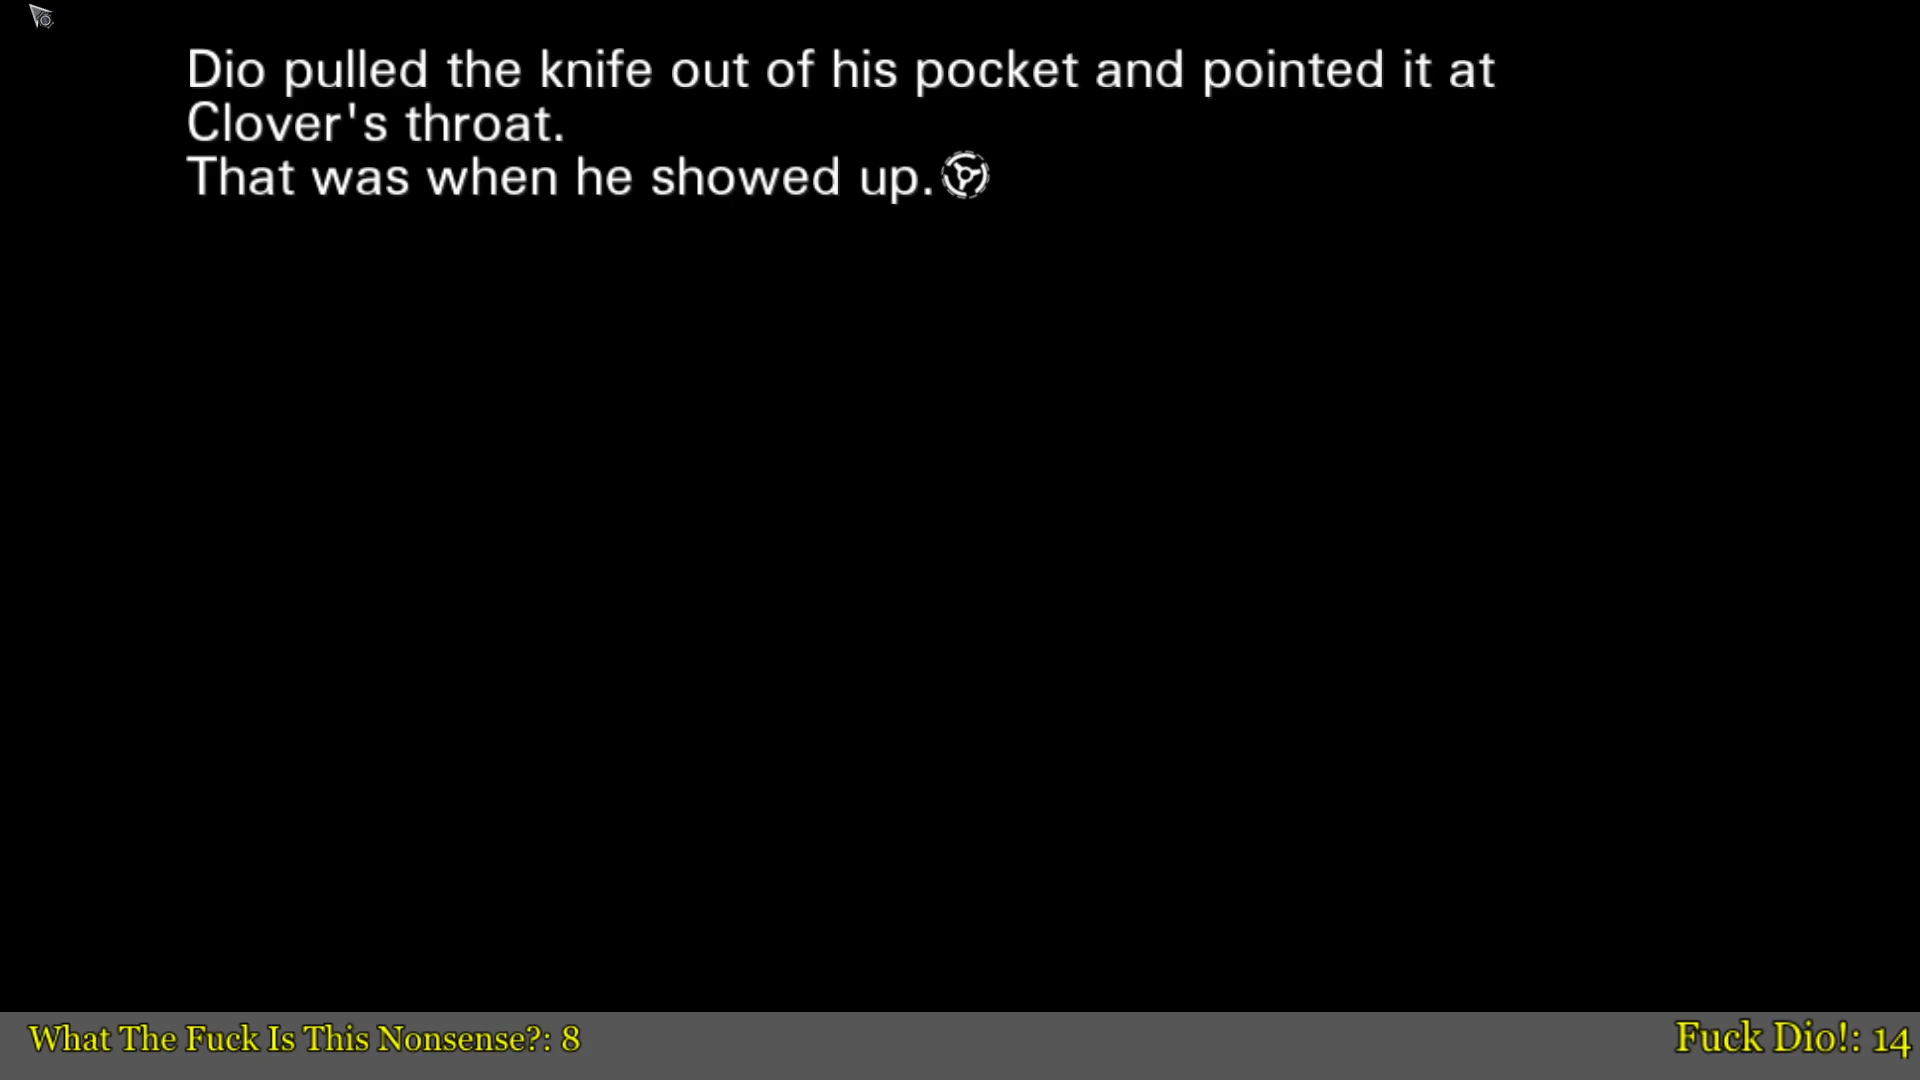 Dio pulled the knife out of his pocket and pointed it at
Clover's throat.
That was when he showed up.
What The Fuck Is This Nonsense?: 8
Fuck Dio!: 14